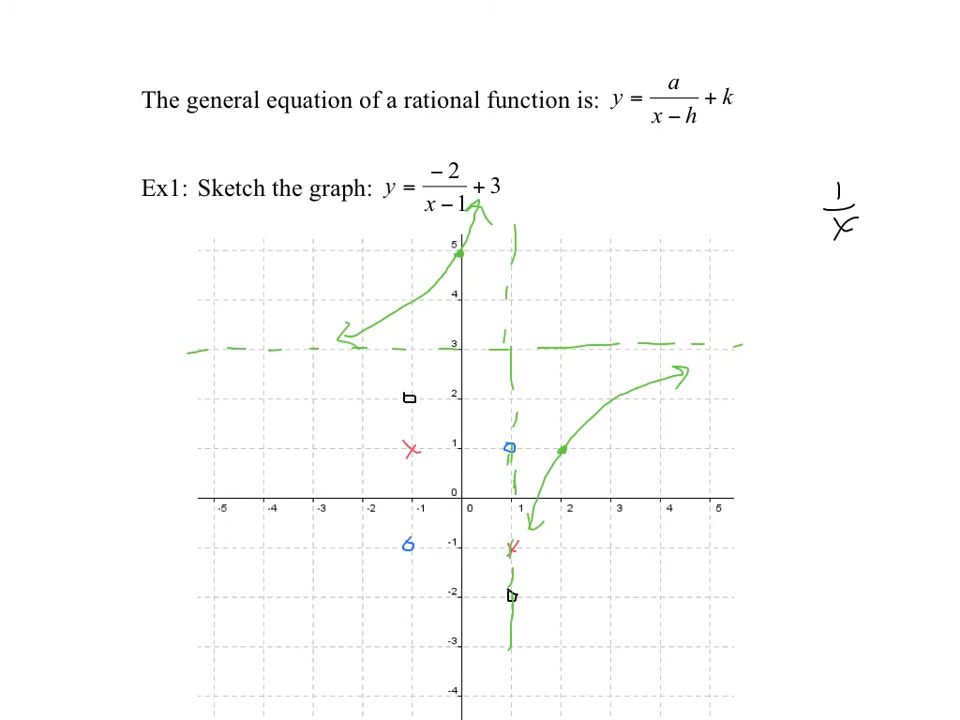 The general equation of a rational function is: y = a/(x − h) + k
Ex1: Sketch the graph: y = −2/(x − 1) + 3
1/x
5
4
3
2
1
0
-5 -4 -3 -2 -1 0 1 2 3 4 5
-1
-2
-3
-4